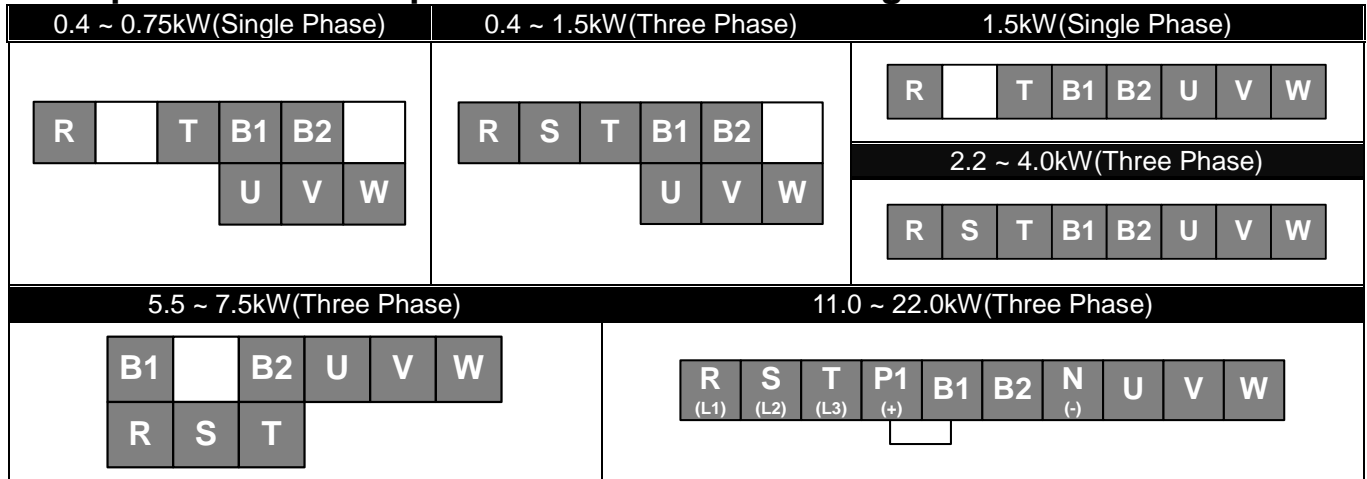 0.4 ~ 0.75kW(Single Phase)
R T B1 B2
U V W
0.4 ~ 1.5kW(Three Phase)
R S T B1 B2
U V W
1.5kW(Single Phase)
R T B1 B2 U V W
2.2 ~ 4.0kW(Three Phase)
R S T B1 B2 U V W
5.5 ~ 7.5kW(Three Phase)
B1 B2 U V W
R S T
11.0 ~ 22.0kW(Three Phase)
R S T P1 B1 B2 N U V W
(L1) (L2) (L3) (+) (-)